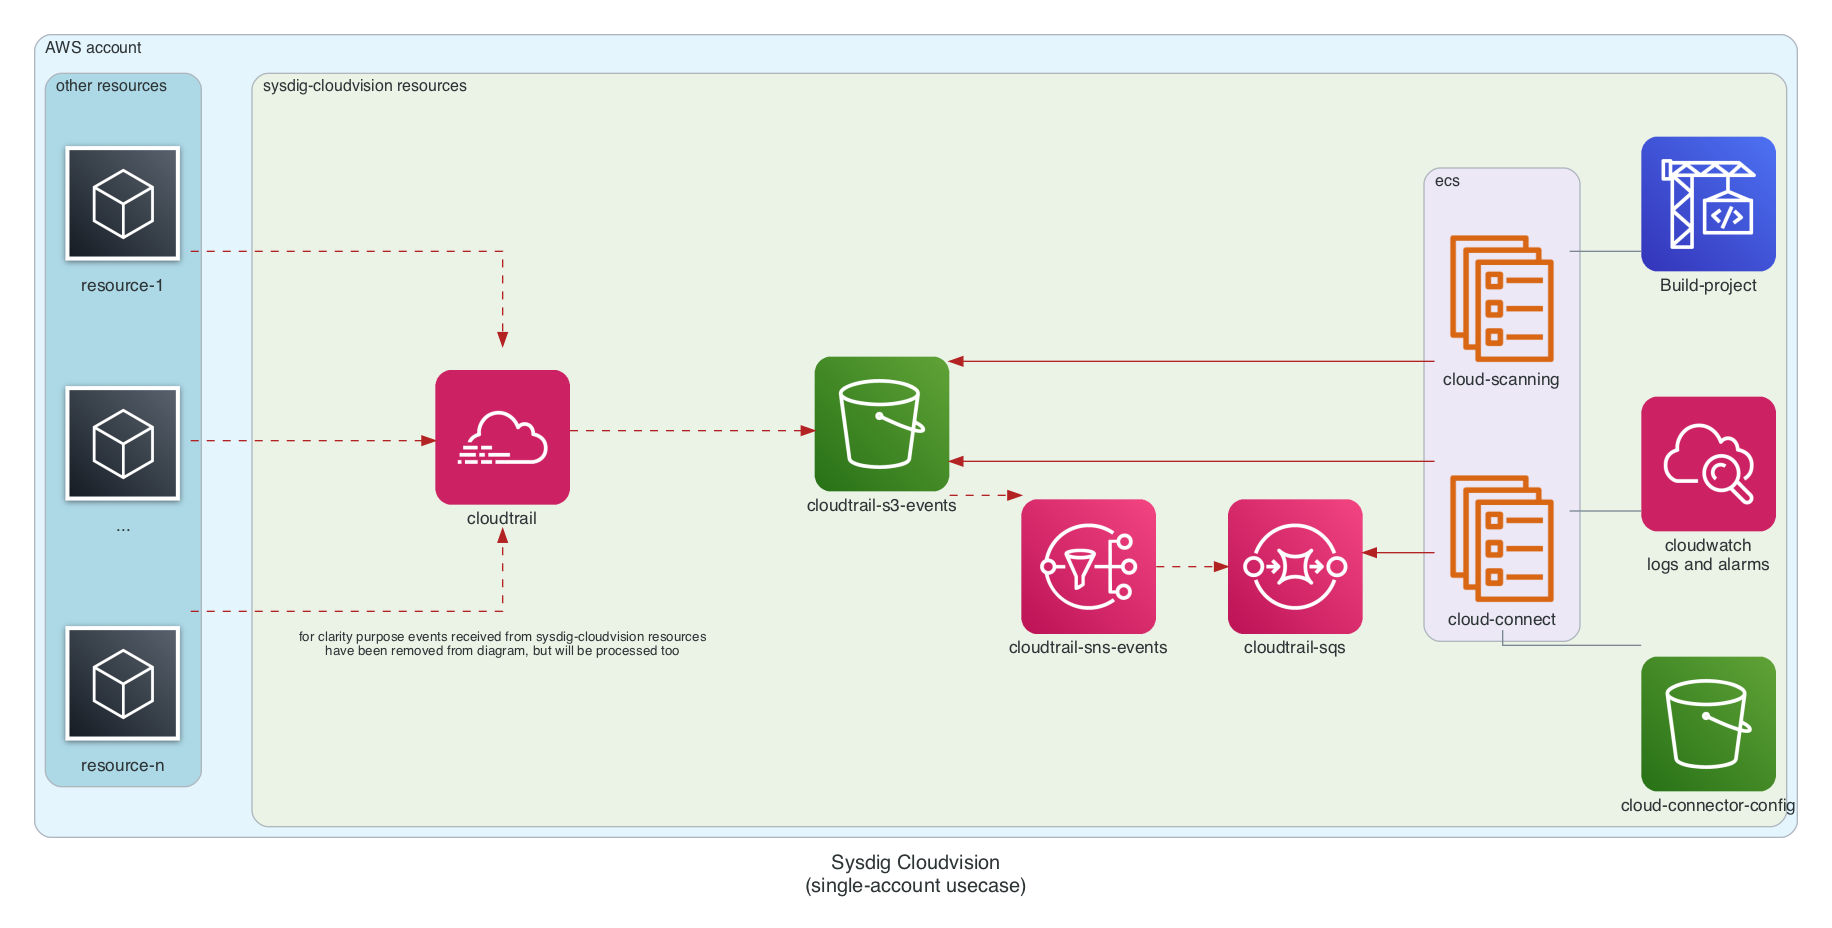 AWS account
other resources
sysdig-cloudvision resources
resource-1
...
resource-n
cloudtrail
for clarity purpose events received from sysdig-cloudvision resources
have been removed from diagram, but will be processed too
cloudtrail-s3-events
cloudtrail-sns-events
cloudtrail-sqs
ecs
cloud-scanning
cloud-connect
Build-project
cloudwatch
logs and alarms
cloud-connector-config
Sysdig Cloudvision
(single-account usecase)